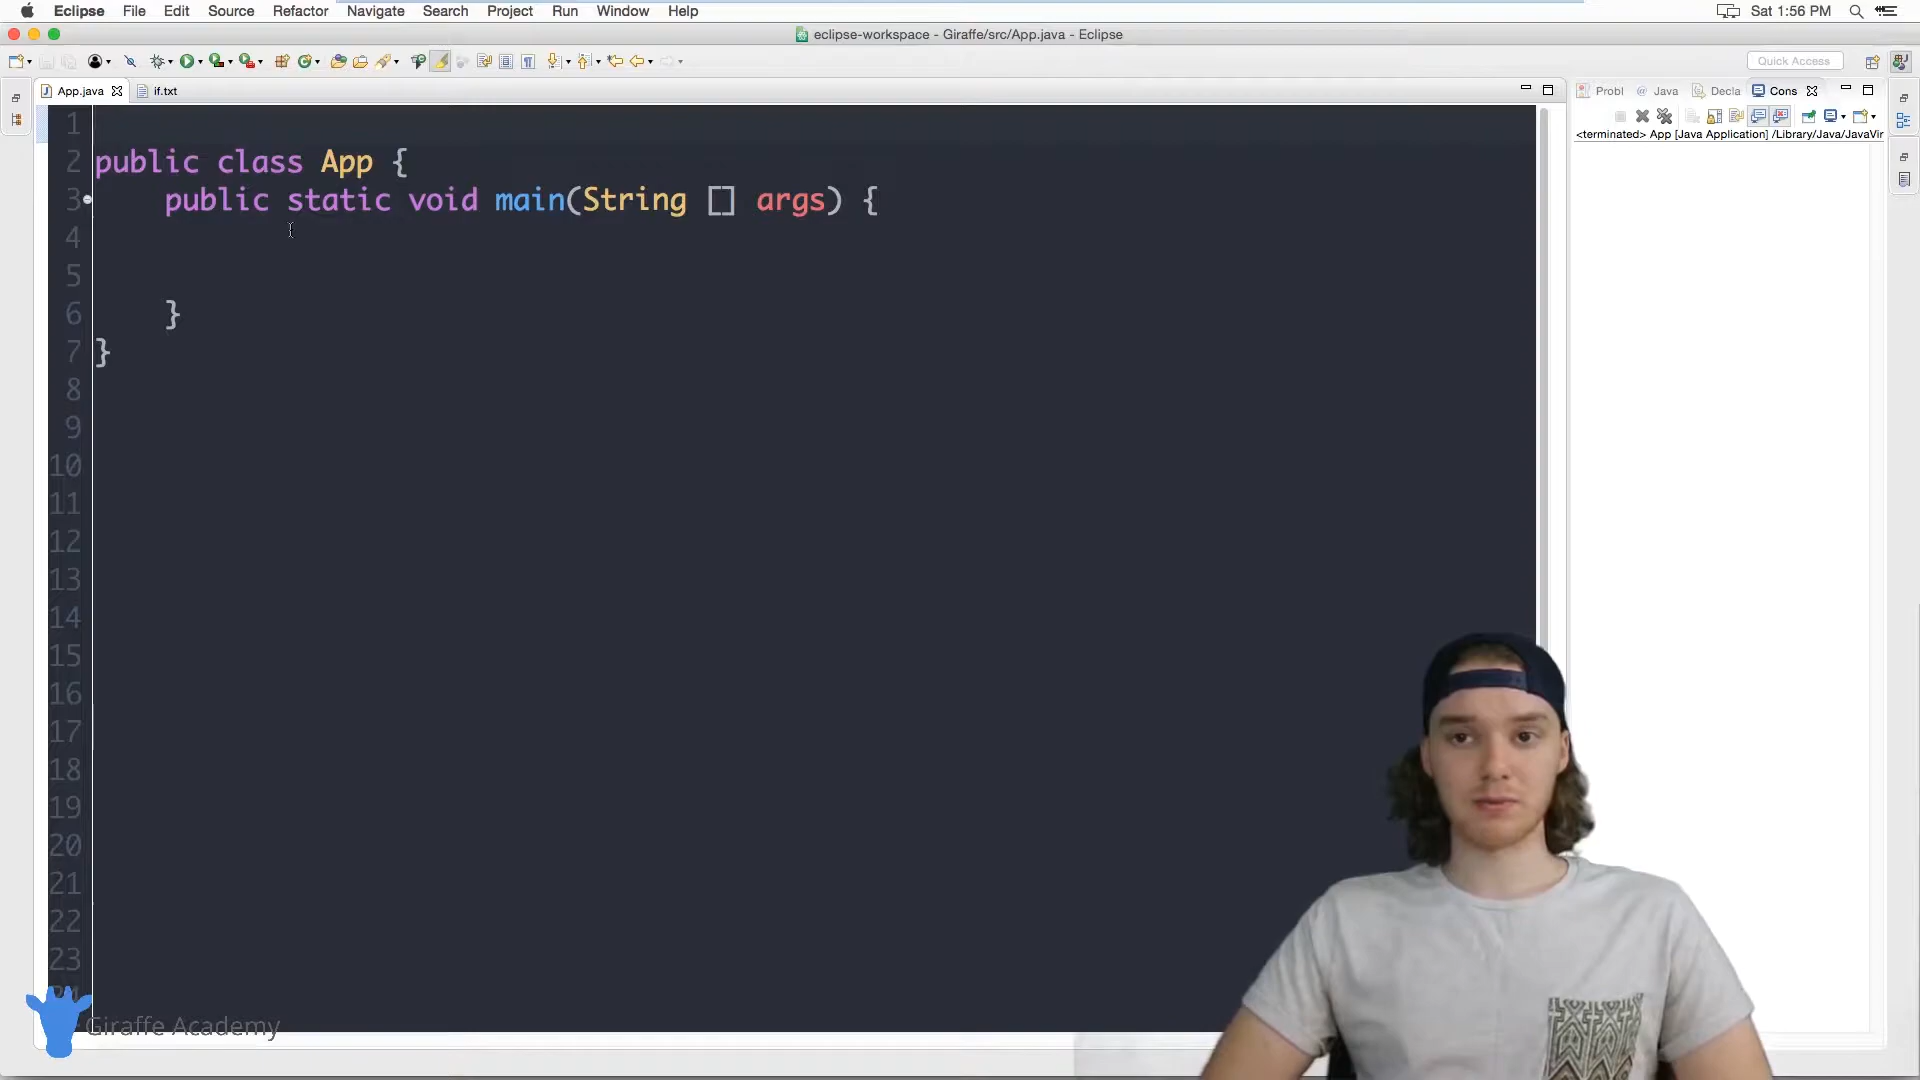 Eclipse File Edit Source Refactor Navigate Search Project Run Window Help Sat 1:56 PM
eclipse-workspace - Giraffe/src/App.java - Eclipse
Quick Access
App.java if.txt Probl Java Decla Cons
<terminated> App [Java Application] /Library/Java/JavaVir
1
2 public class App {
3 public static void main(String [] args) {
4
5
6 }
7 }
8
9
10
11
12
13
14
15
16
17
18
19
20
21
22
23
Giraffe Academy